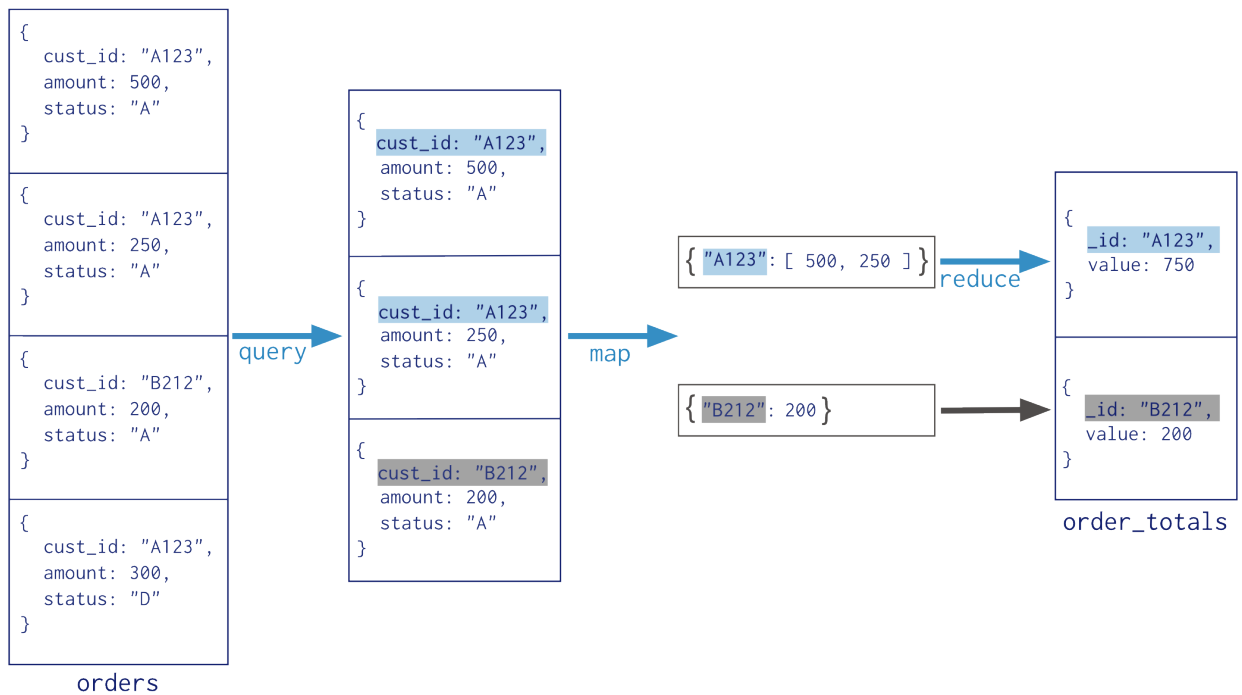 {
cust_id: "A123",
amount: 500,
status: "A"
}
{
cust_id: "A123",
amount: 250,
status: "A"
}
{
cust_id: "B212",
amount: 200,
status: "A"
}
{
cust_id: "A123",
amount: 300,
status: "D"
}
orders
query
{
cust_id: "A123",
amount: 500,
status: "A"
}
{
cust_id: "A123",
amount: 250,
status: "A"
}
{
cust_id: "B212",
amount: 200,
status: "A"
}
map
{ "A123": [ 500, 250 ] }
{ "B212": 200 }
reduce
{
_id: "A123",
value: 750
}
{
_id: "B212",
value: 200
}
order_totals